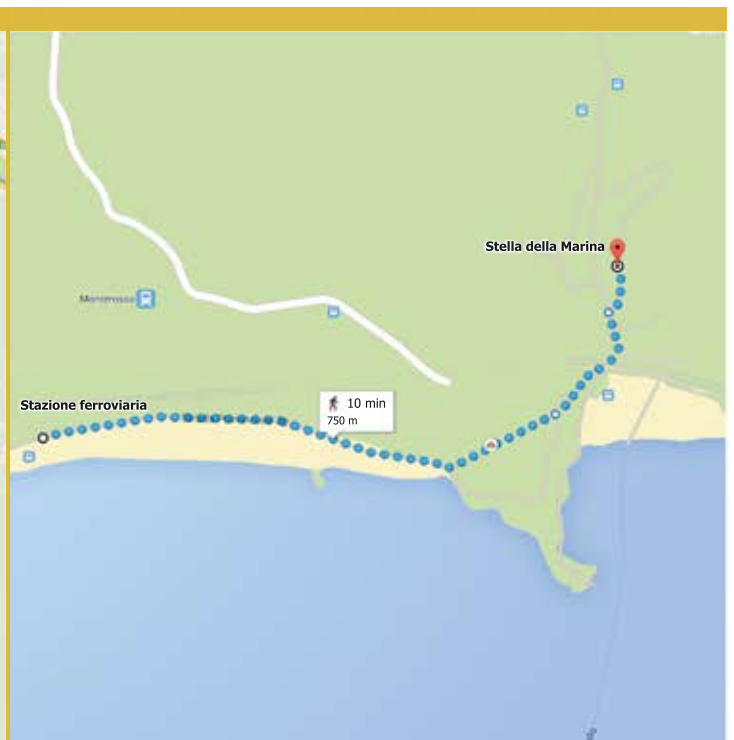 Stella della Marina
Monterosso
Stazione ferroviaria
10 min
750 m